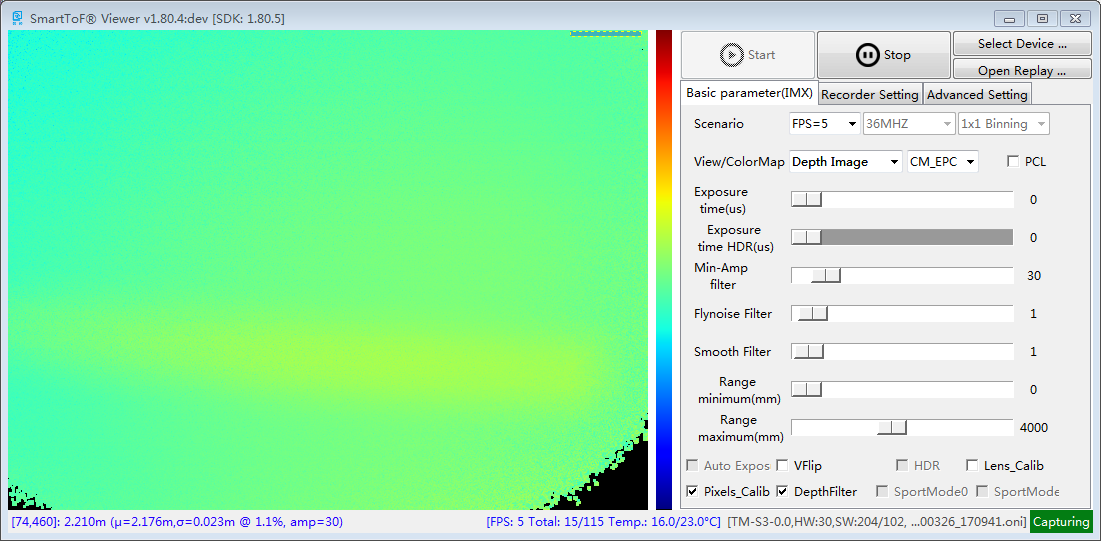 SmartToF® Viewer v1.80.4:dev [SDK: 1.80.5]
Start
Stop
Select Device ...
Open Replay ...
Basic parameter(IMX)
Recorder Setting
Advanced Setting
Scenario
FPS=5
36MHZ
1x1 Binning
View/ColorMap
Depth Image
CM_EPC
PCL
Exposure
time(us)
0
Exposure
time HDR(us)
0
Min-Amp
filter
30
Flynoise Filter
1
Smooth Filter
1
Range
minimum(mm)
0
Range
maximum(mm)
4000
Auto Expos
VFlip
HDR
Lens_Calib
Pixels_Calib
DepthFilter
SportMode0
SportMode
[74,460]: 2.210m (μ=2.176m,σ=0.023m @ 1.1%, amp=30)
[FPS: 5 Total: 15/115 Temp.: 16.0/23.0°C]
[TM-S3-0.0,HW:30,SW:204/102, ...00326_170941.oni]
Capturing